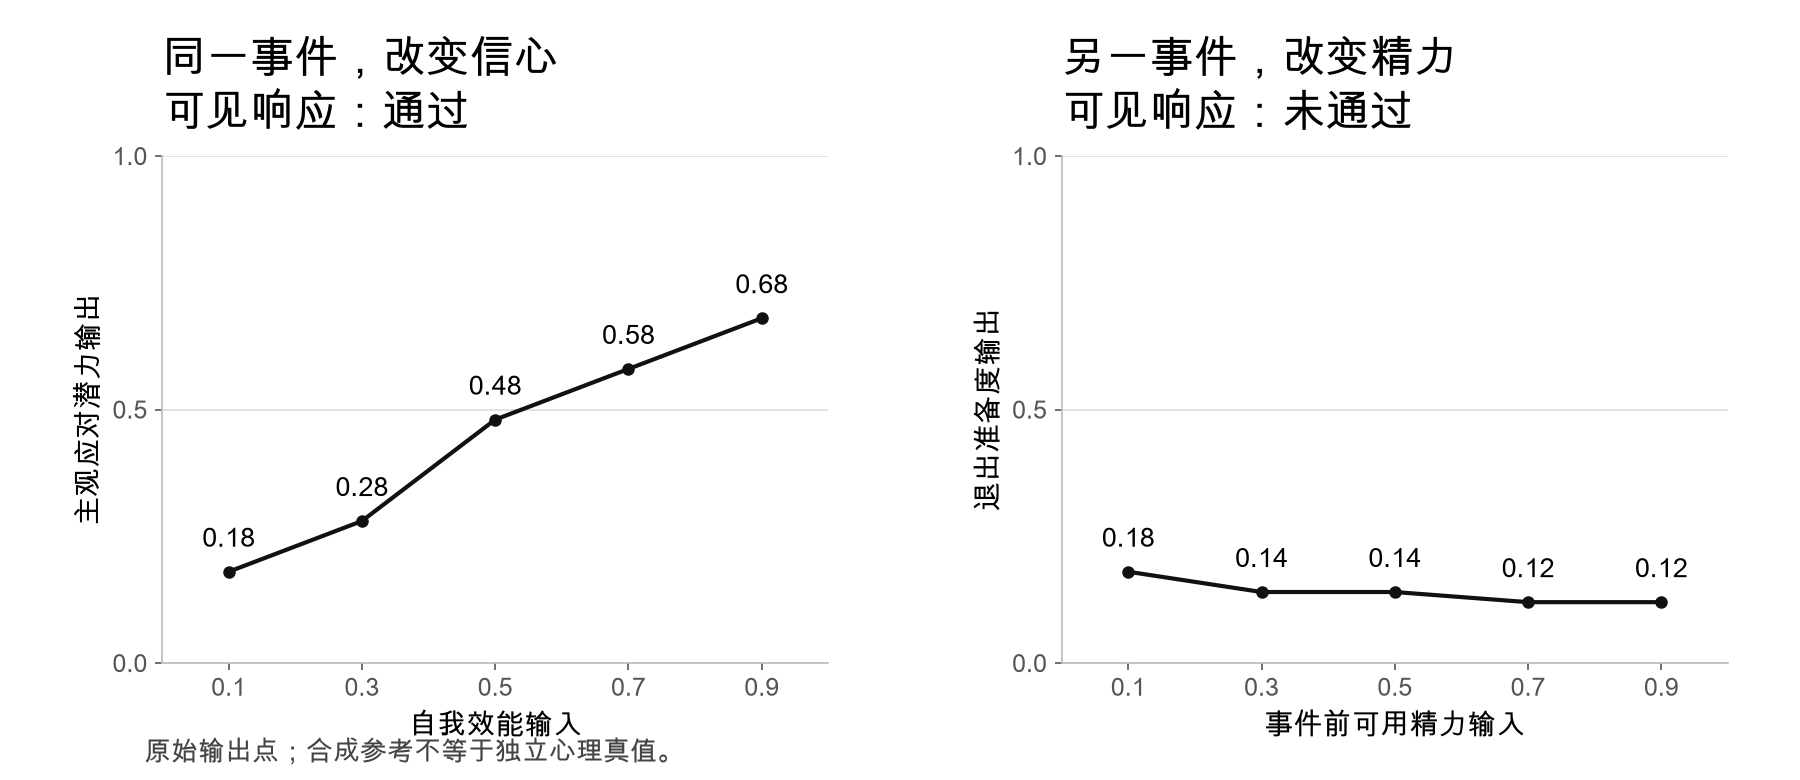 同一事件，改变信心
可见响应：通过
1.0
0.5
0.0
主观应对潜力输出
0.18
0.28
0.48
0.58
0.68
0.1
0.3
0.5
0.7
0.9
自我效能输入
原始输出点；合成参考不等于独立心理真值。
另一事件，改变精力
可见响应：未通过
1.0
0.5
0.0
退出准备度输出
0.18
0.14
0.14
0.12
0.12
0.1
0.3
0.5
0.7
0.9
事件前可用精力输入